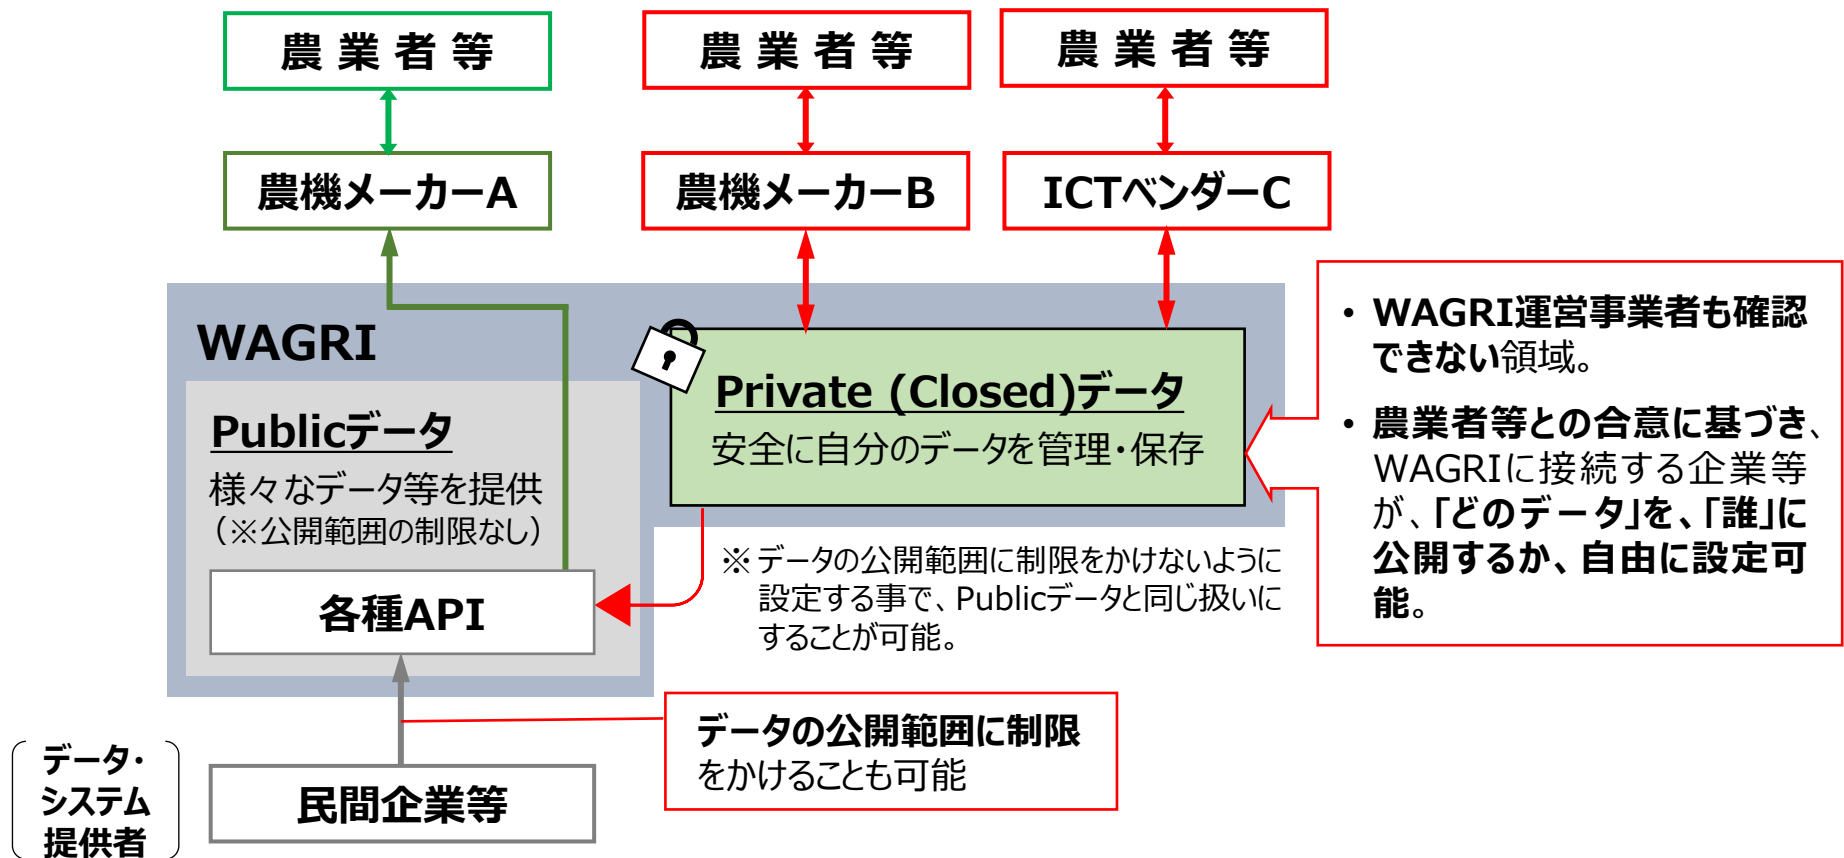 農 業 者 等
農 業 者 等
農 業 者 等
農機メーカーA
農機メーカーB
ICTベンダーC
WAGRI
Publicデータ
様々なデータ等を提供
（※公開範囲の制限なし）
各種API
Private (Closed)データ
安全に自分のデータを管理・保存
・WAGRI運営事業者も確認
できない領域。
・農業者等との合意に基づき、
WAGRIに接続する企業等
が、「どのデータ」を、「誰」に
公開するか、自由に設定可
能。
※データの公開範囲に制限をかけないように
設定する事で、Publicデータと同じ扱いに
することが可能。
データの公開範囲に制限
をかけることも可能
データ・
システム
提供者
民間企業等